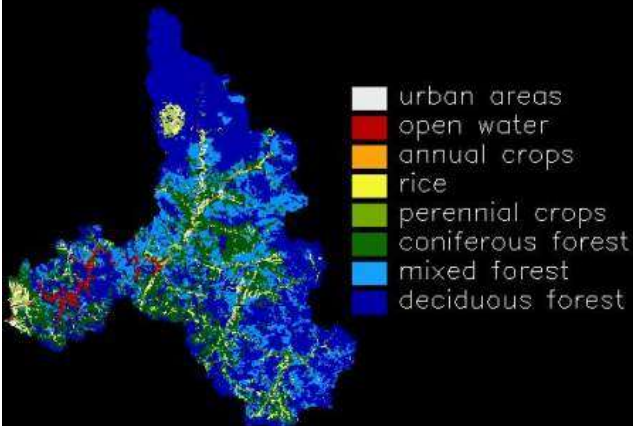 urban areas
open water
annual crops
rice
perennial crops
coniferous forest
mixed forest
deciduous forest